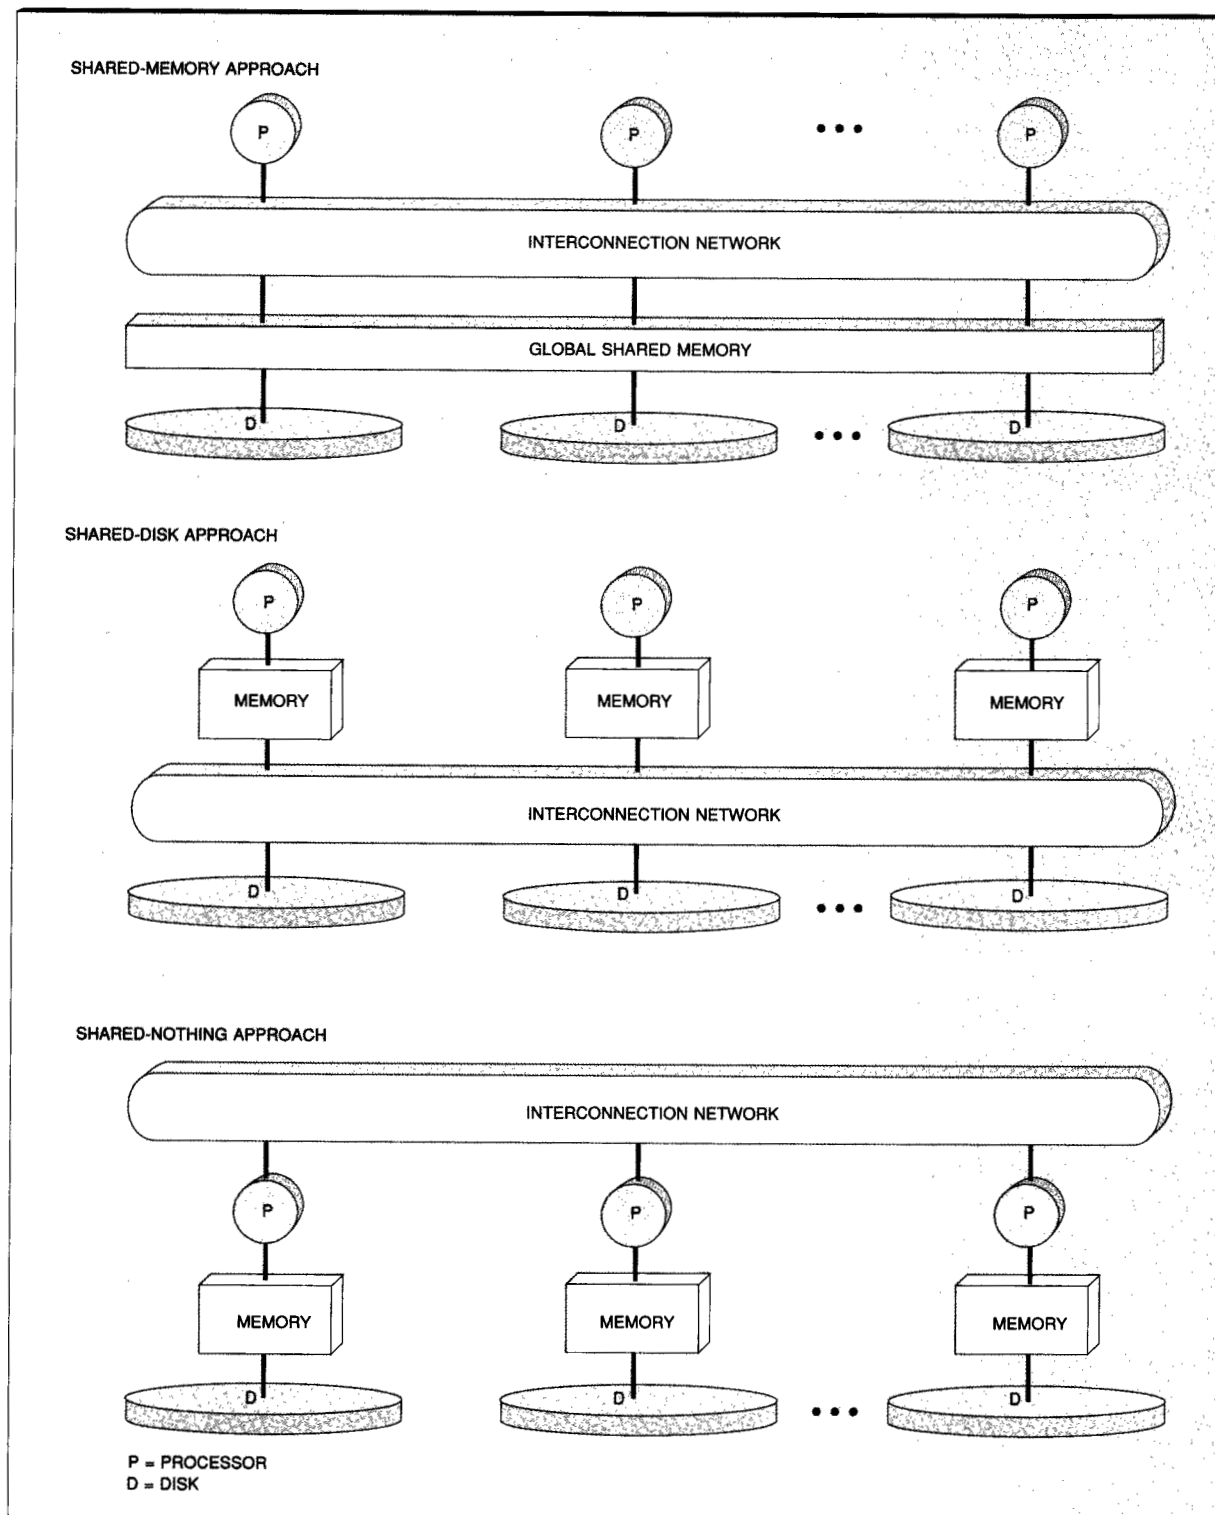 SHARED-MEMORY APPROACH
P P ... P
INTERCONNECTION NETWORK
GLOBAL SHARED MEMORY
D D ... D
SHARED-DISK APPROACH
P P P
MEMORY MEMORY MEMORY
INTERCONNECTION NETWORK
D D ... D
SHARED-NOTHING APPROACH
INTERCONNECTION NETWORK
P P P
MEMORY MEMORY MEMORY
D D ... D
P = PROCESSOR
D = DISK